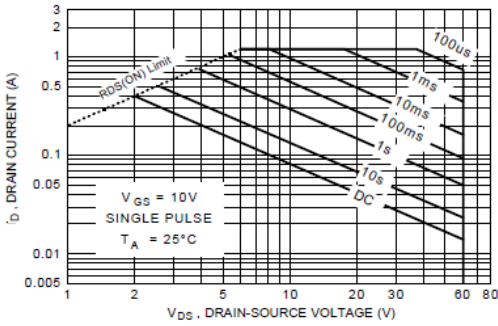 3
2
1
0.5
0.1
0.05
0.01
0.005
ID, DRAIN CURRENT (A)
RDS(ON) Limit
100us
1ms
10ms
100ms
1s
10s
DC
V GS = 10V
SINGLE PULSE
T A = 25°C
1 2 5 10 20 30 60 80
V DS , DRAIN-SOURCE VOLTAGE (V)